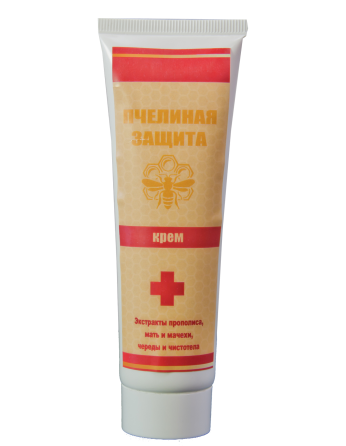 ПЧЕЛИНАЯ
ЗАЩИТА
крем
Экстракты прополиса,
мать и мачехи,
череды и чистотела